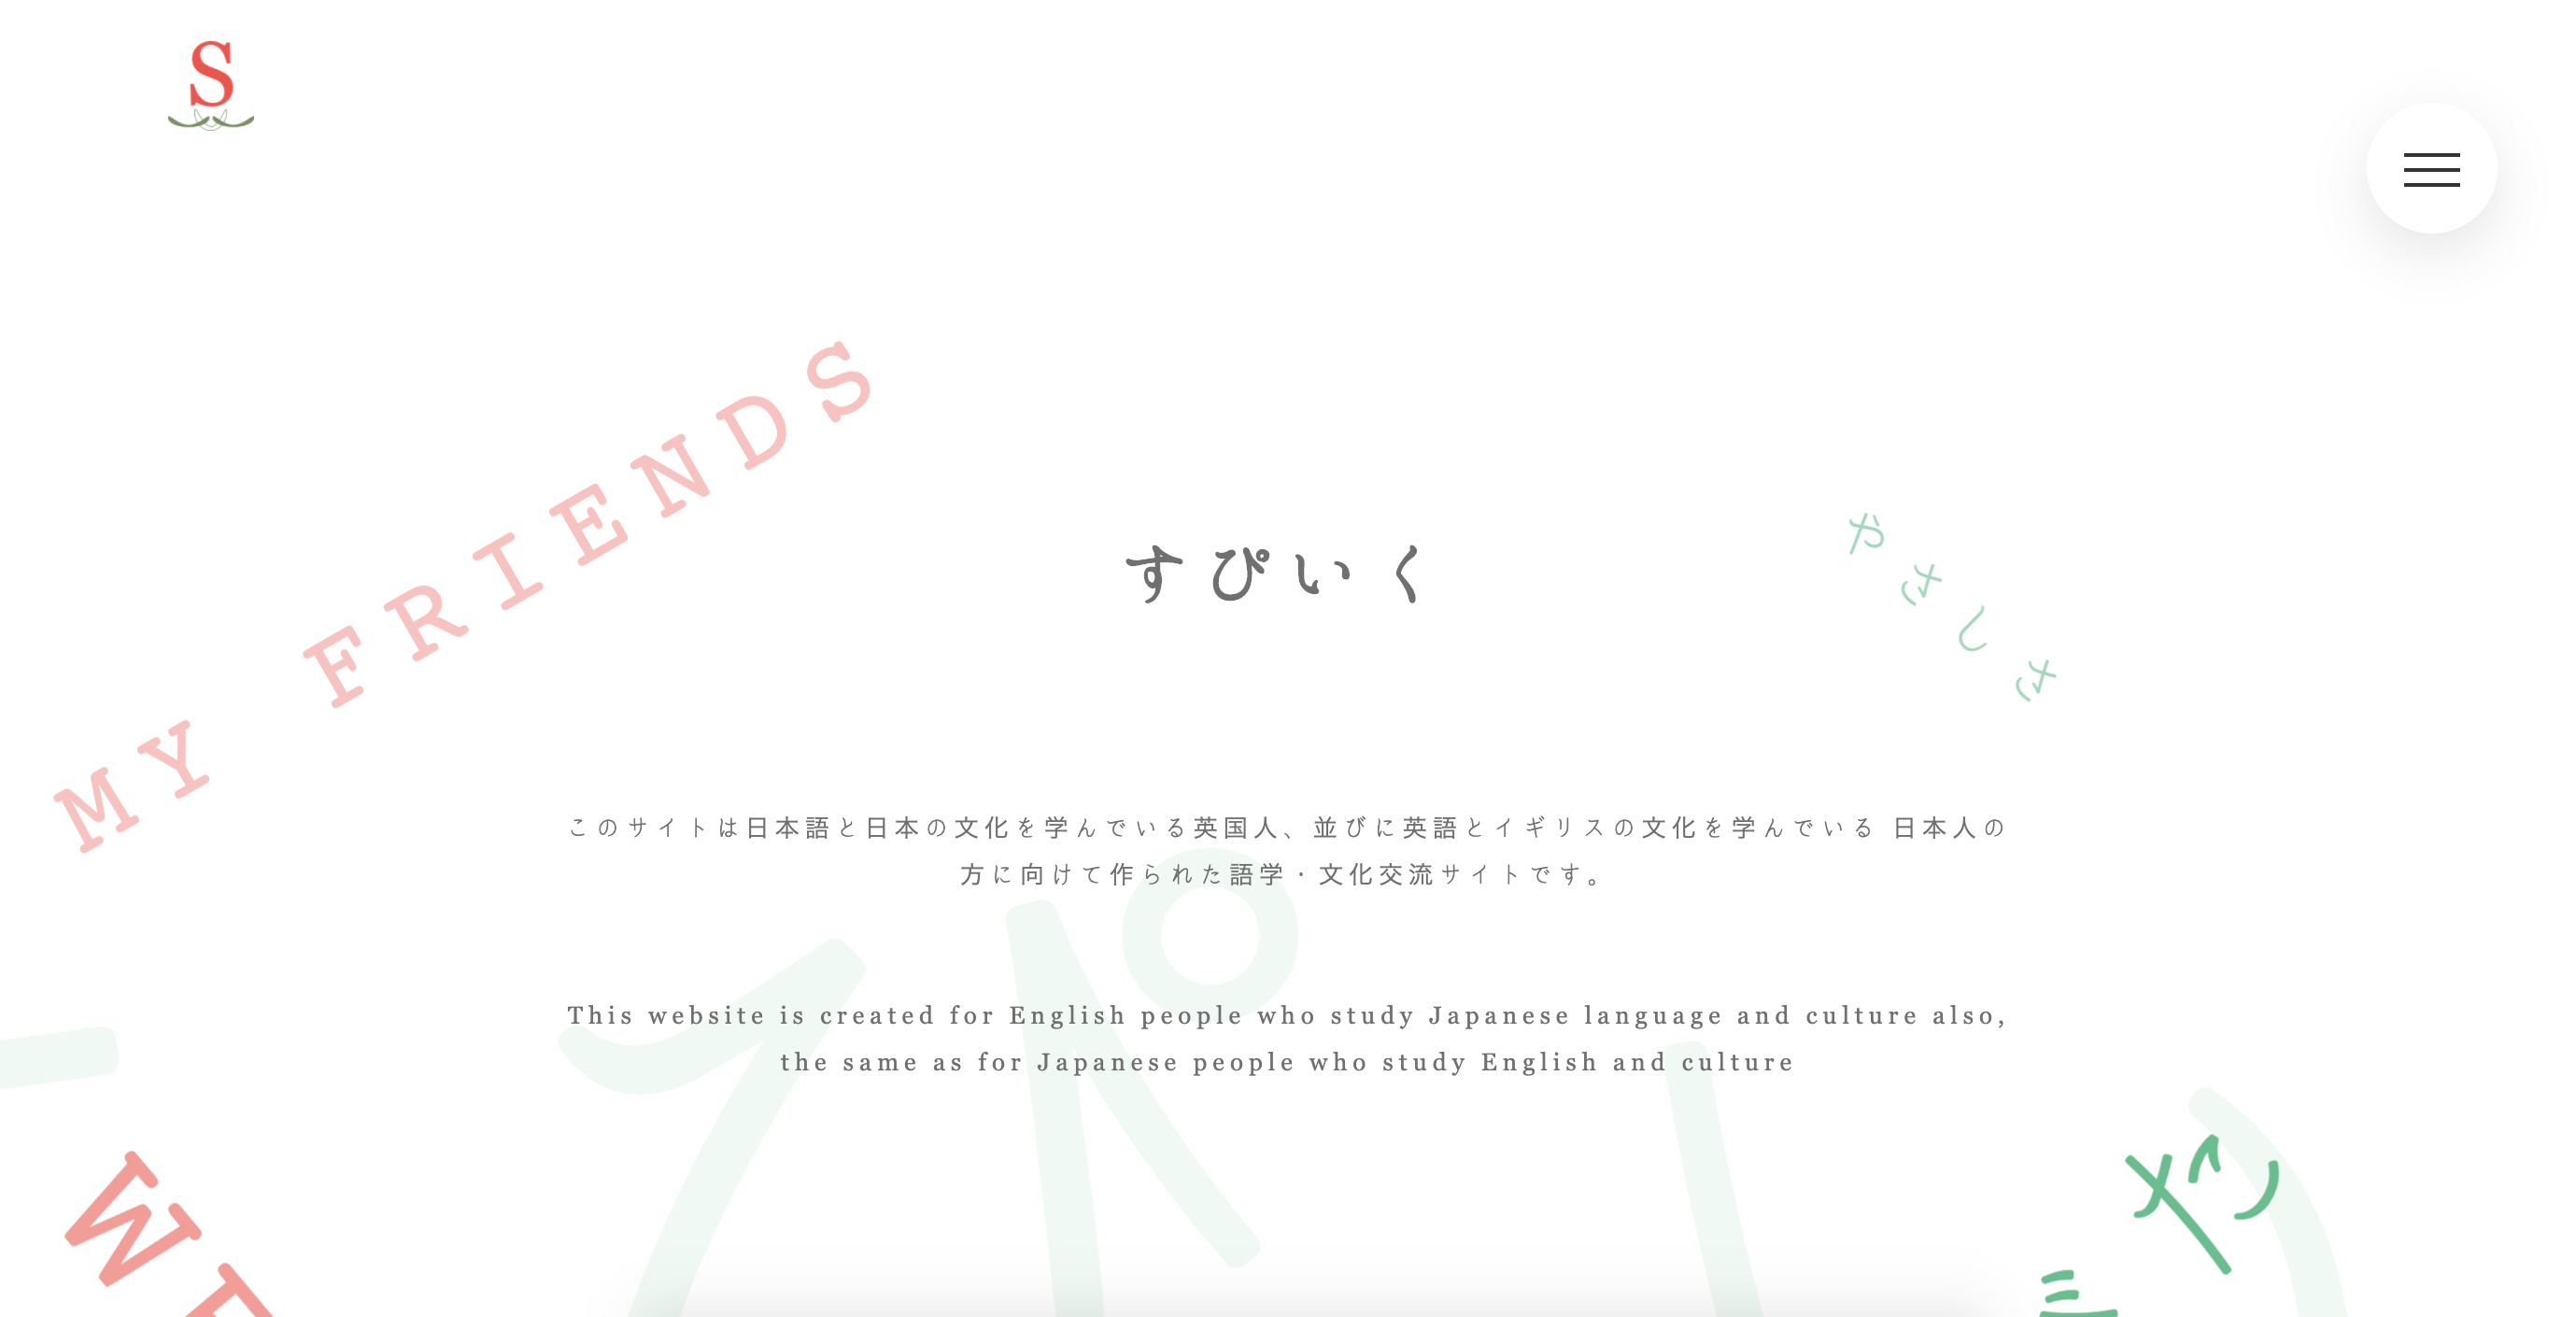 S
MY FRIENDS
すぴいく
やさしさ
このサイトは日本語と日本の文化を学んでいる英国人、並びに英語とイギリスの文化を学んでいる 日本人の
方に向けて作られた語学・文化交流サイトです。
すぴい
This website is created for English people who study Japanese language and culture also,
the same as for Japanese people who study English and culture